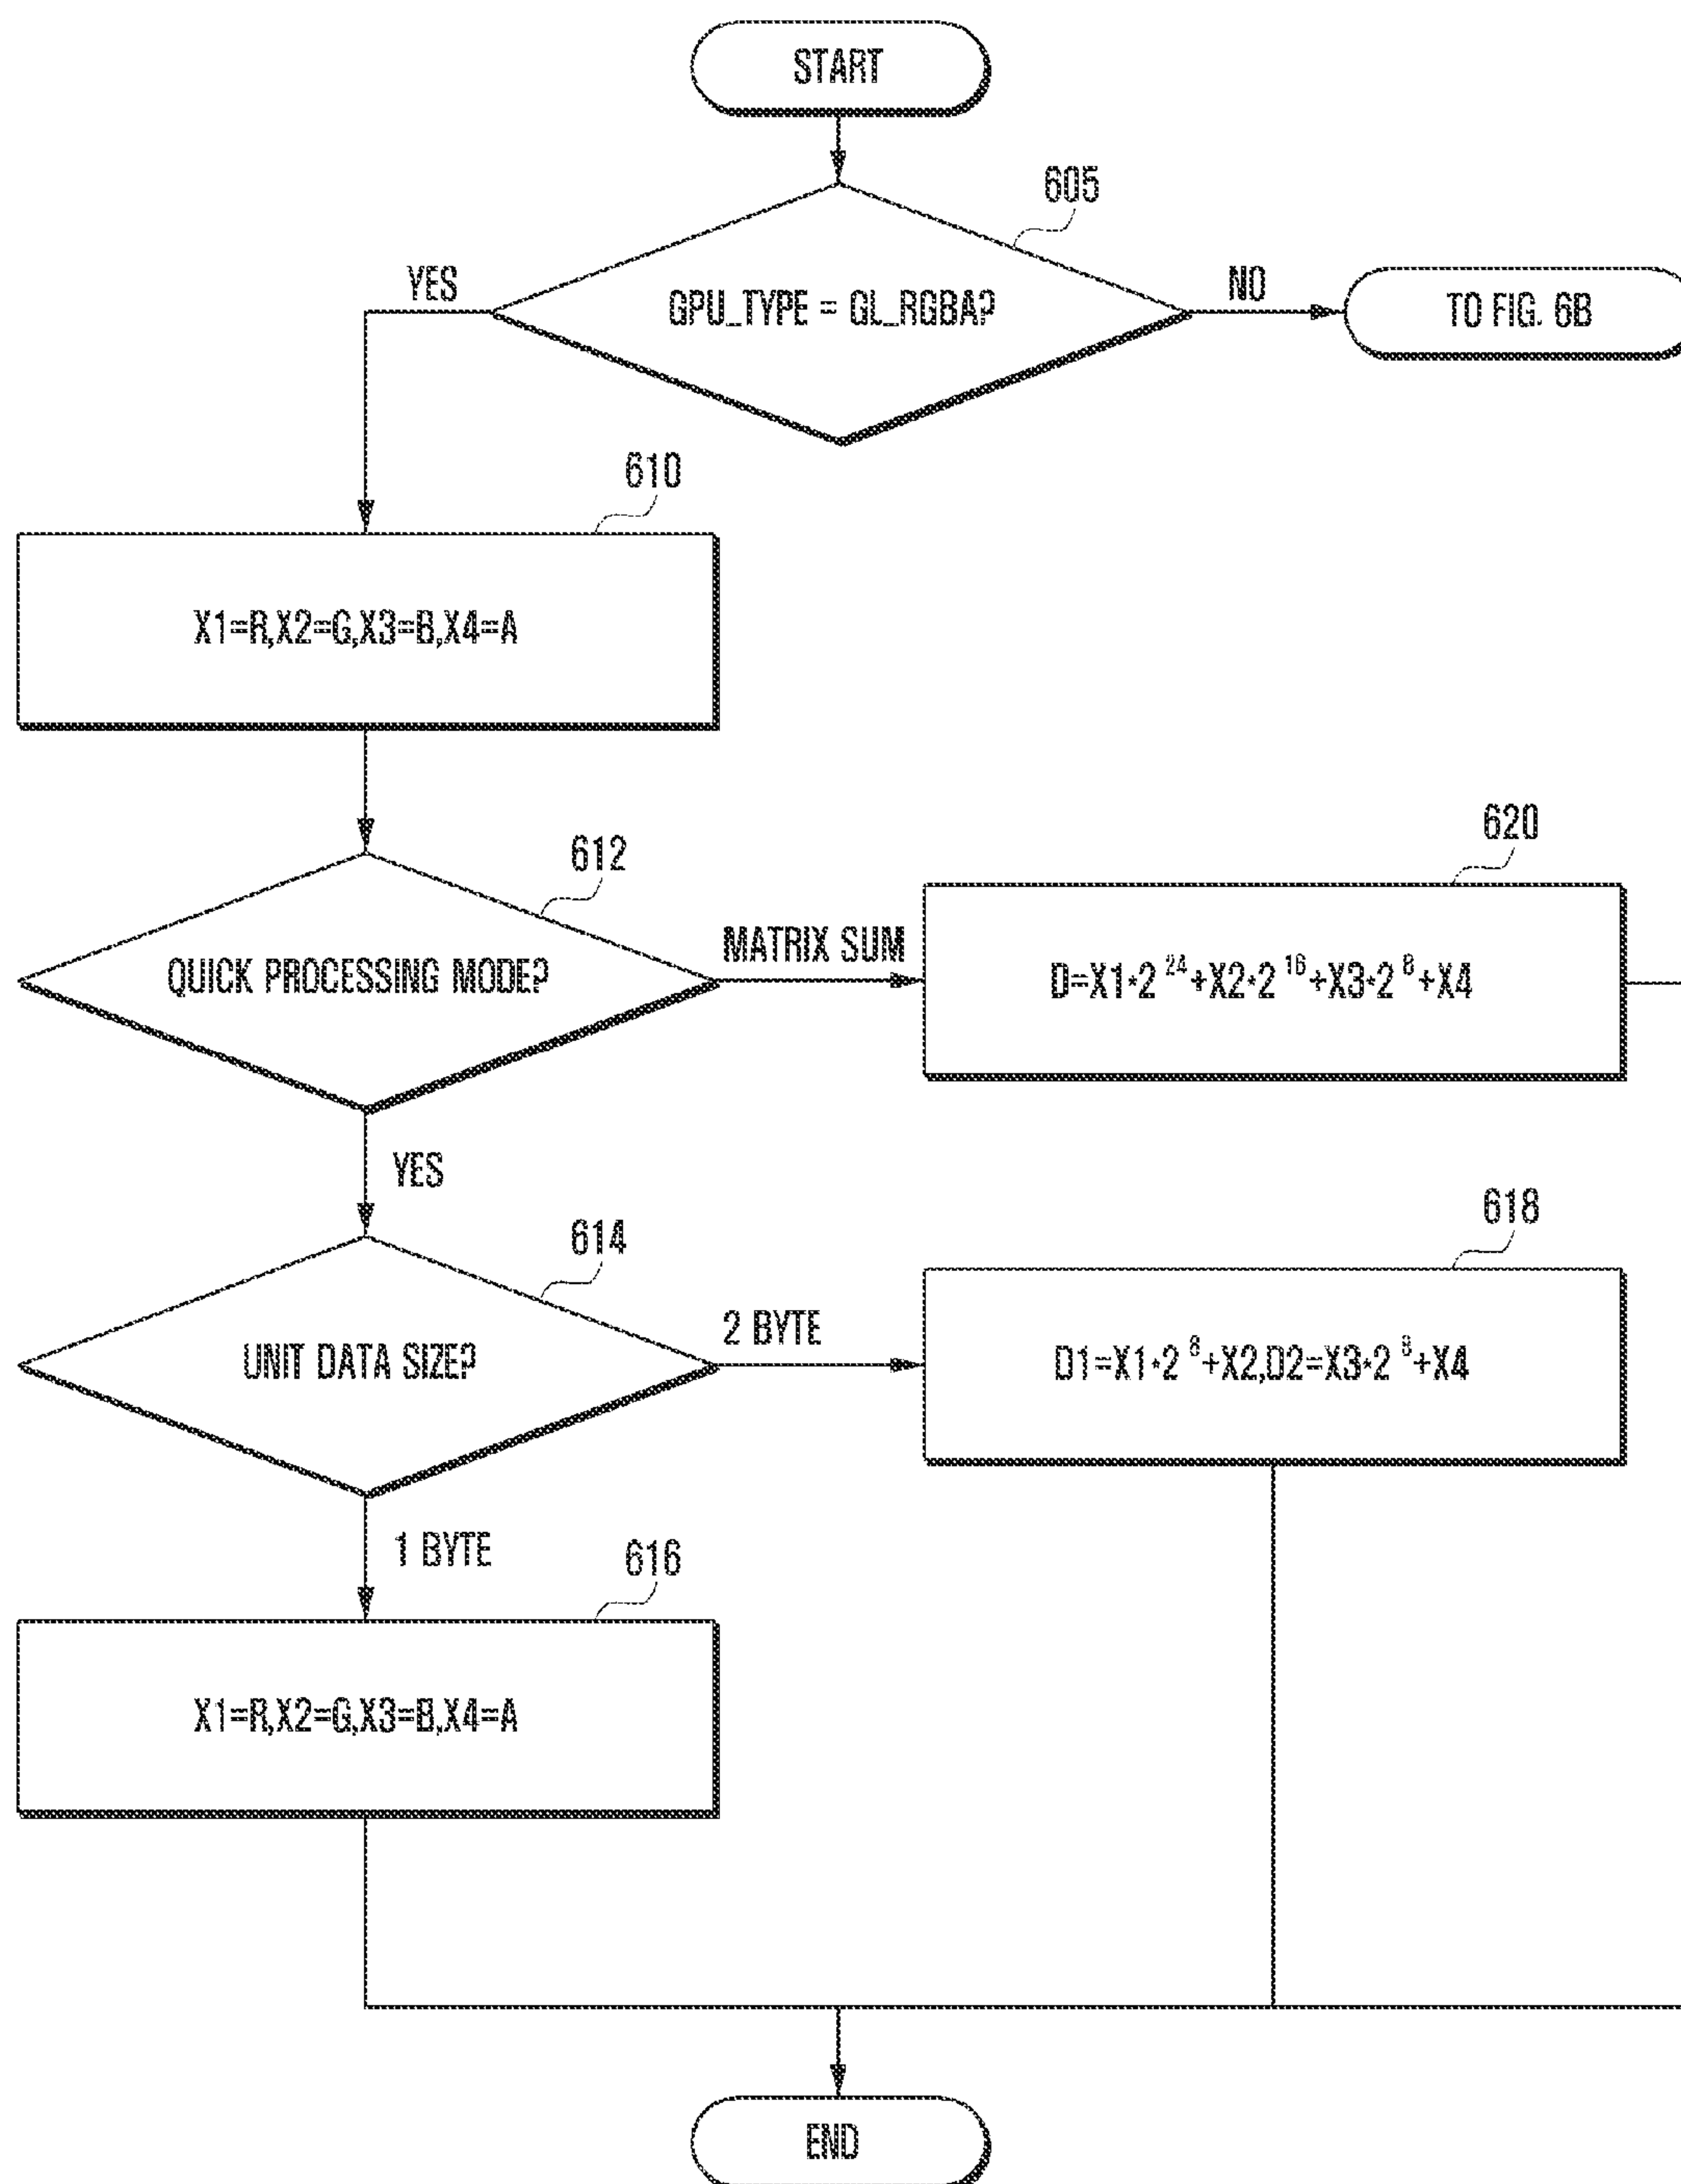 START
605
YES
GPU_TYPE = GL_RGBA?
NO
TO FIG. 6B
610
X1=R,X2=G,X3=B,X4=A
612
QUICK PROCESSING MODE?
MATRIX SUM
620
D=X1*2^24+X2*2^16+X3*2^8+X4
YES
614
UNIT DATA SIZE?
2 BYTE
618
D1=X1*2^8+X2,D2=X3*2^8+X4
1 BYTE
616
X1=R,X2=G,X3=B,X4=A
END